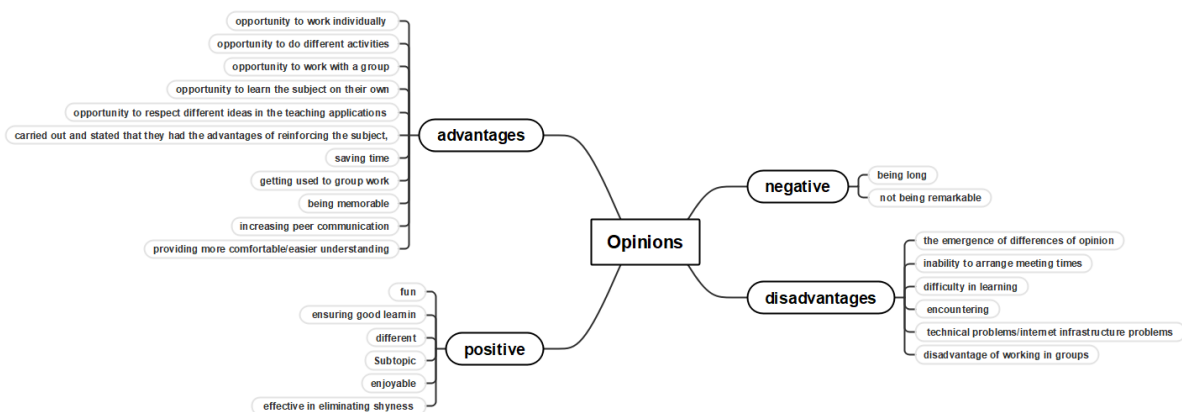 opportunity to work individually
opportunity to do different activities
opportunity to work with a group
opportunity to learn the subject on their own
opportunity to respect different ideas in the teaching applications
carried out and stated that they had the advantages of reinforcing the subject,
saving time
getting used to group work
being memorable
increasing peer communication
providing more comfortable/easier understanding
advantages
fun
ensuring good learnin
different
Subtopic
enjoyable
effective in eliminating shyness
positive
Opinions
negative
being long
not being remarkable
disadvantages
the emergence of differences of opinion
inability to arrange meeting times
difficulty in learning
encountering
technical problems/internet infrastructure problems
disadvantage of working in groups